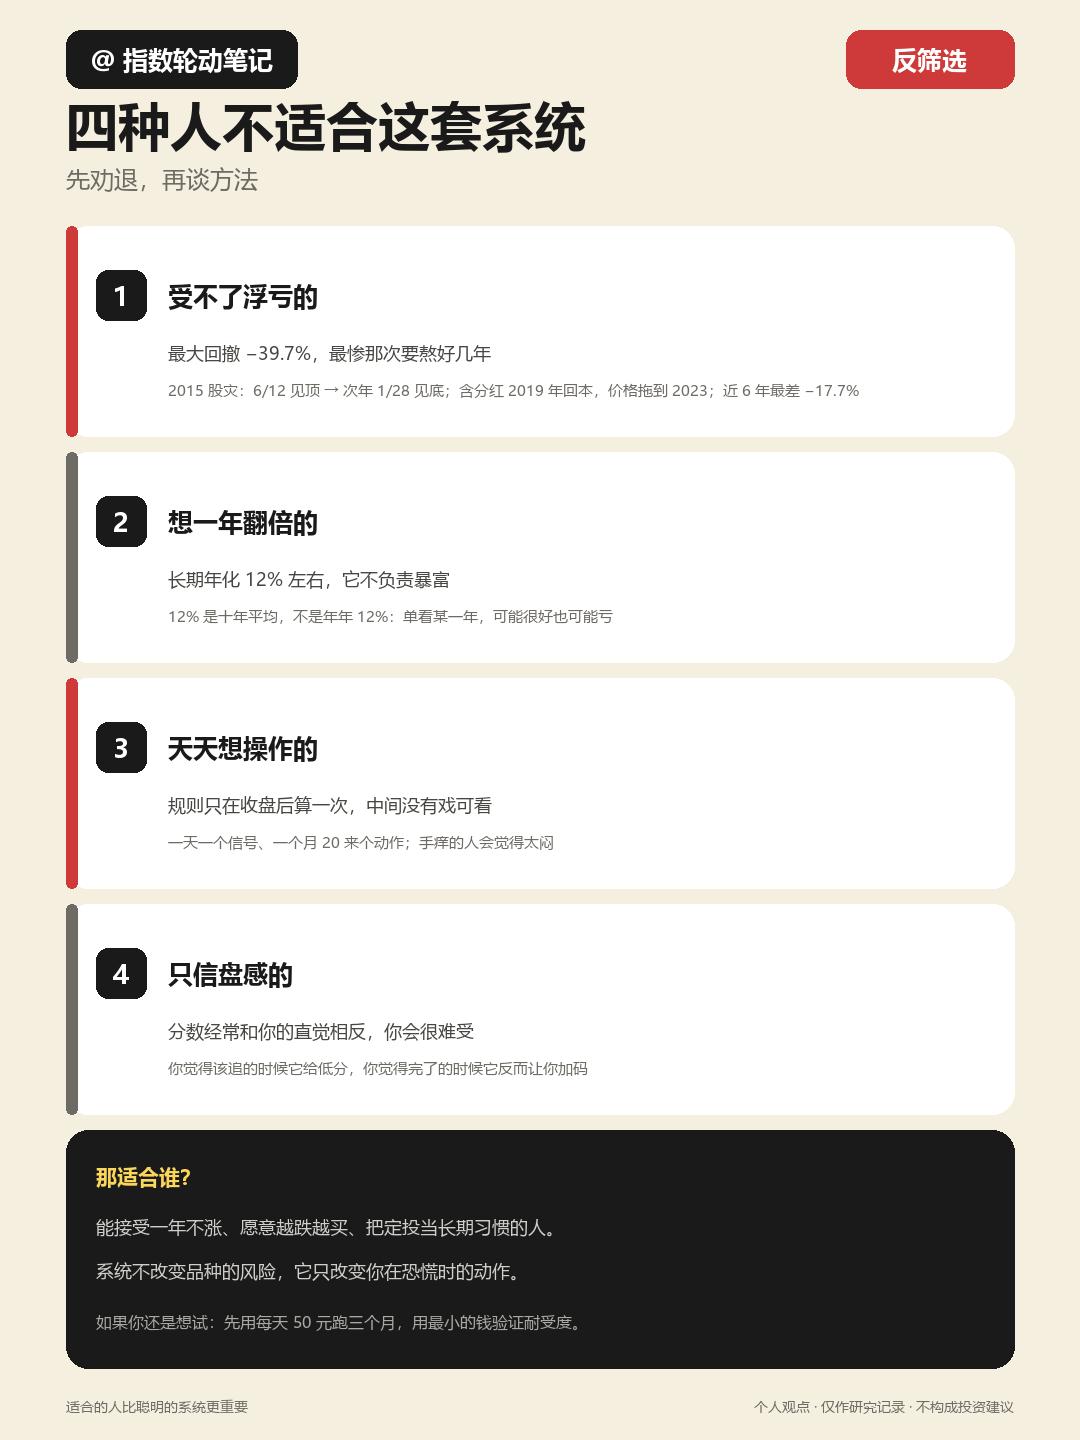 @ 指数轮动笔记
反筛选
四种人不适合这套系统
先劝退，再谈方法
1
受不了浮亏的
最大回撤 −39.7%，最惨那次要熬好几年
2015 股灾：6/12 见顶 → 次年 1/28 见底；含分红 2019 年回本，价格拖到 2023；近 6 年最差 −17.7%
2
想一年翻倍的
长期年化 12% 左右，它不负责暴富
12% 是十年平均，不是年年 12%：单看某一年，可能很好也可能亏
3
天天想操作的
规则只在收盘后算一次，中间没有戏可看
一天一个信号、一个月 20 来个动作；手痒的人会觉得太闷
4
只信盘感的
分数经常和你的直觉相反，你会很难受
你觉得该追的时候它给低分，你觉得完了的时候它反而让你加码
那适合谁?
能接受一年不涨、愿意越跌越买、把定投当长期习惯的人。
系统不改变品种的风险，它只改变你在恐慌时的动作。
如果你还是想试：先用每天 50 元跑三个月，用最小的钱验证耐受度。
适合的人比聪明的系统更重要
个人观点 · 仅作研究记录 · 不构成投资建议